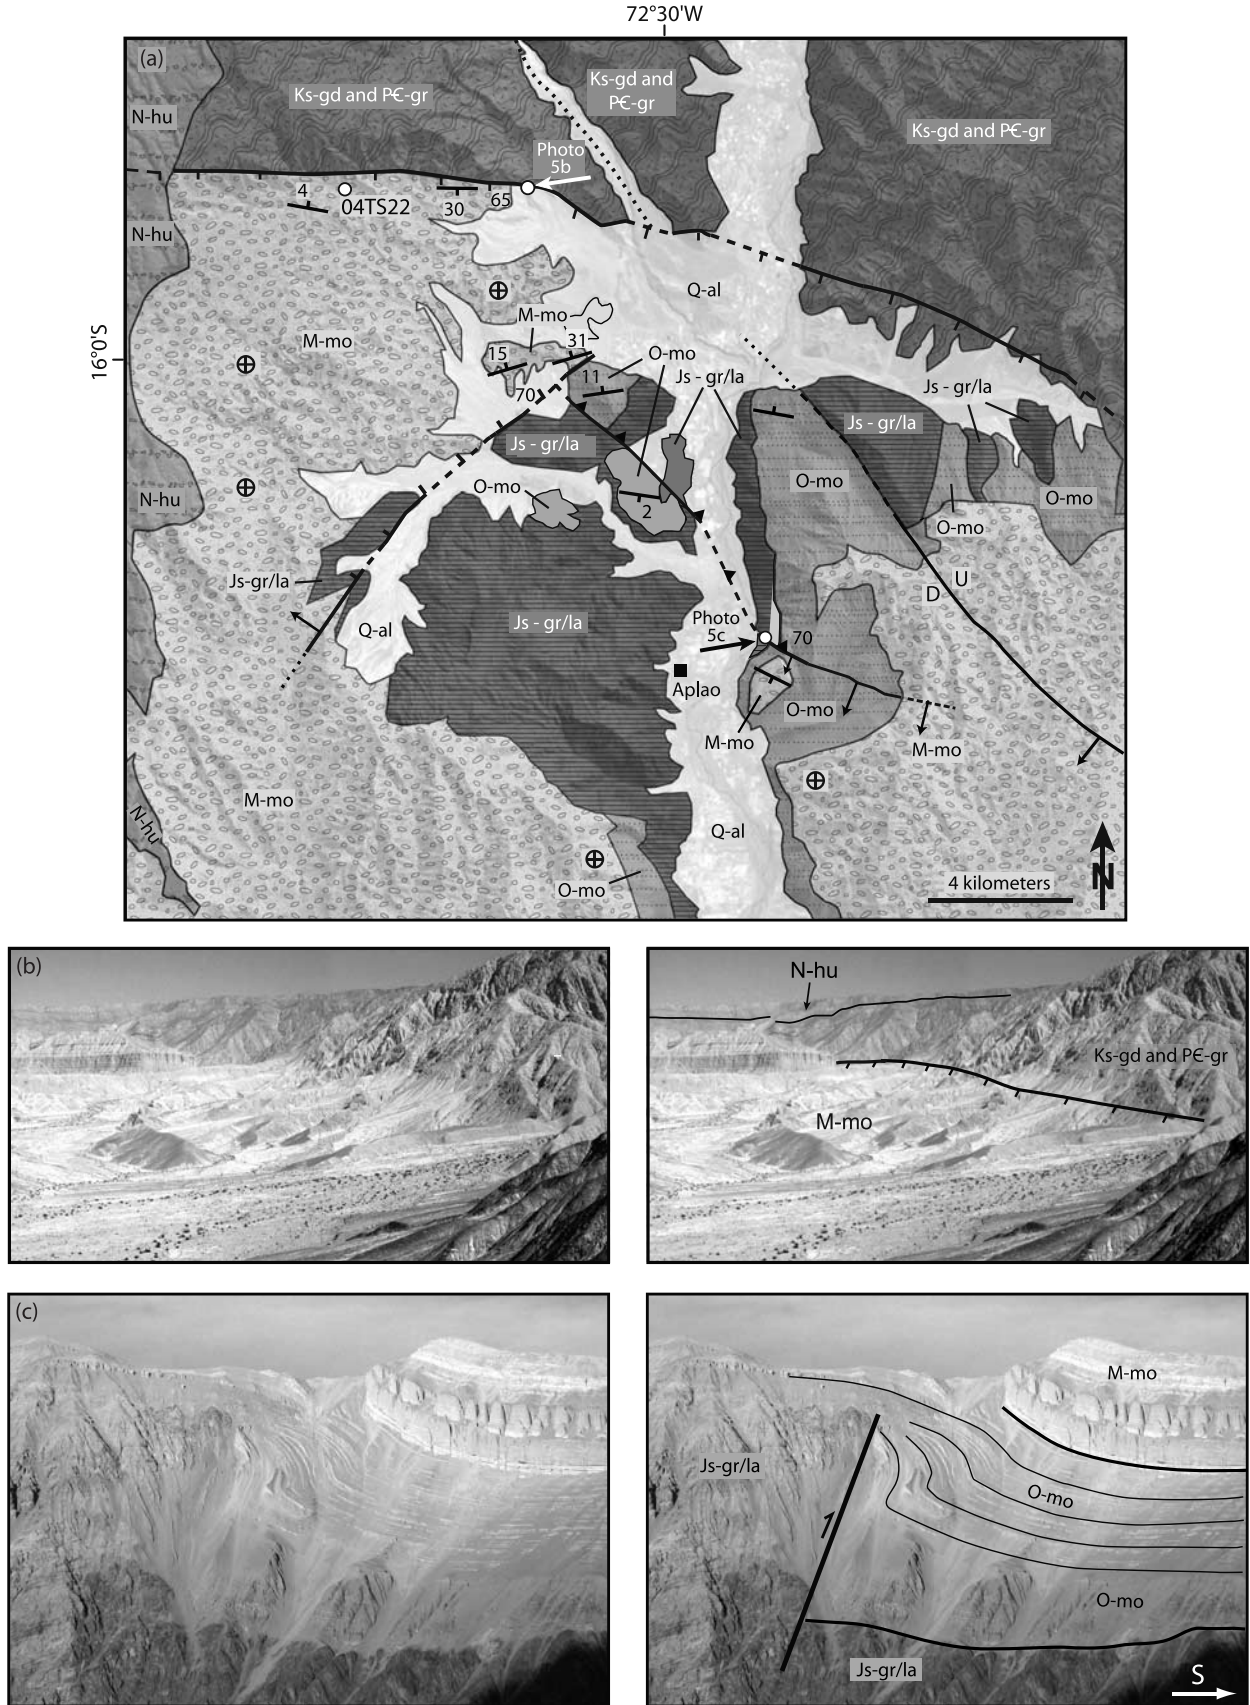 72°30'W
(a)
Ks-gd and PЄ-gr
Ks-gd and
PЄ-gr
Ks-gd and PЄ-gr
N-hu
Photo
5b
4
04TS22
30
65
N-hu
Q-al
M-mo
M-mo
31
16°0'S
15
O-mo
11
Js - gr/la
70
Js - gr/la
Js - gr/la
Js - gr/la
O-mo
N-hu
O-mo
O-mo
2
O-mo
Js-gr/la
U
D
Js - gr/la
Photo
5c
70
Q-al
Aplao
O-mo
M-mo
M-mo
M-mo
N-hu
Q-al
O-mo
4 kilometers
N
(b)
N-hu
Ks-gd and PЄ-gr
M-mo
(c)
M-mo
Js-gr/la
O-mo
O-mo
Js-gr/la
S